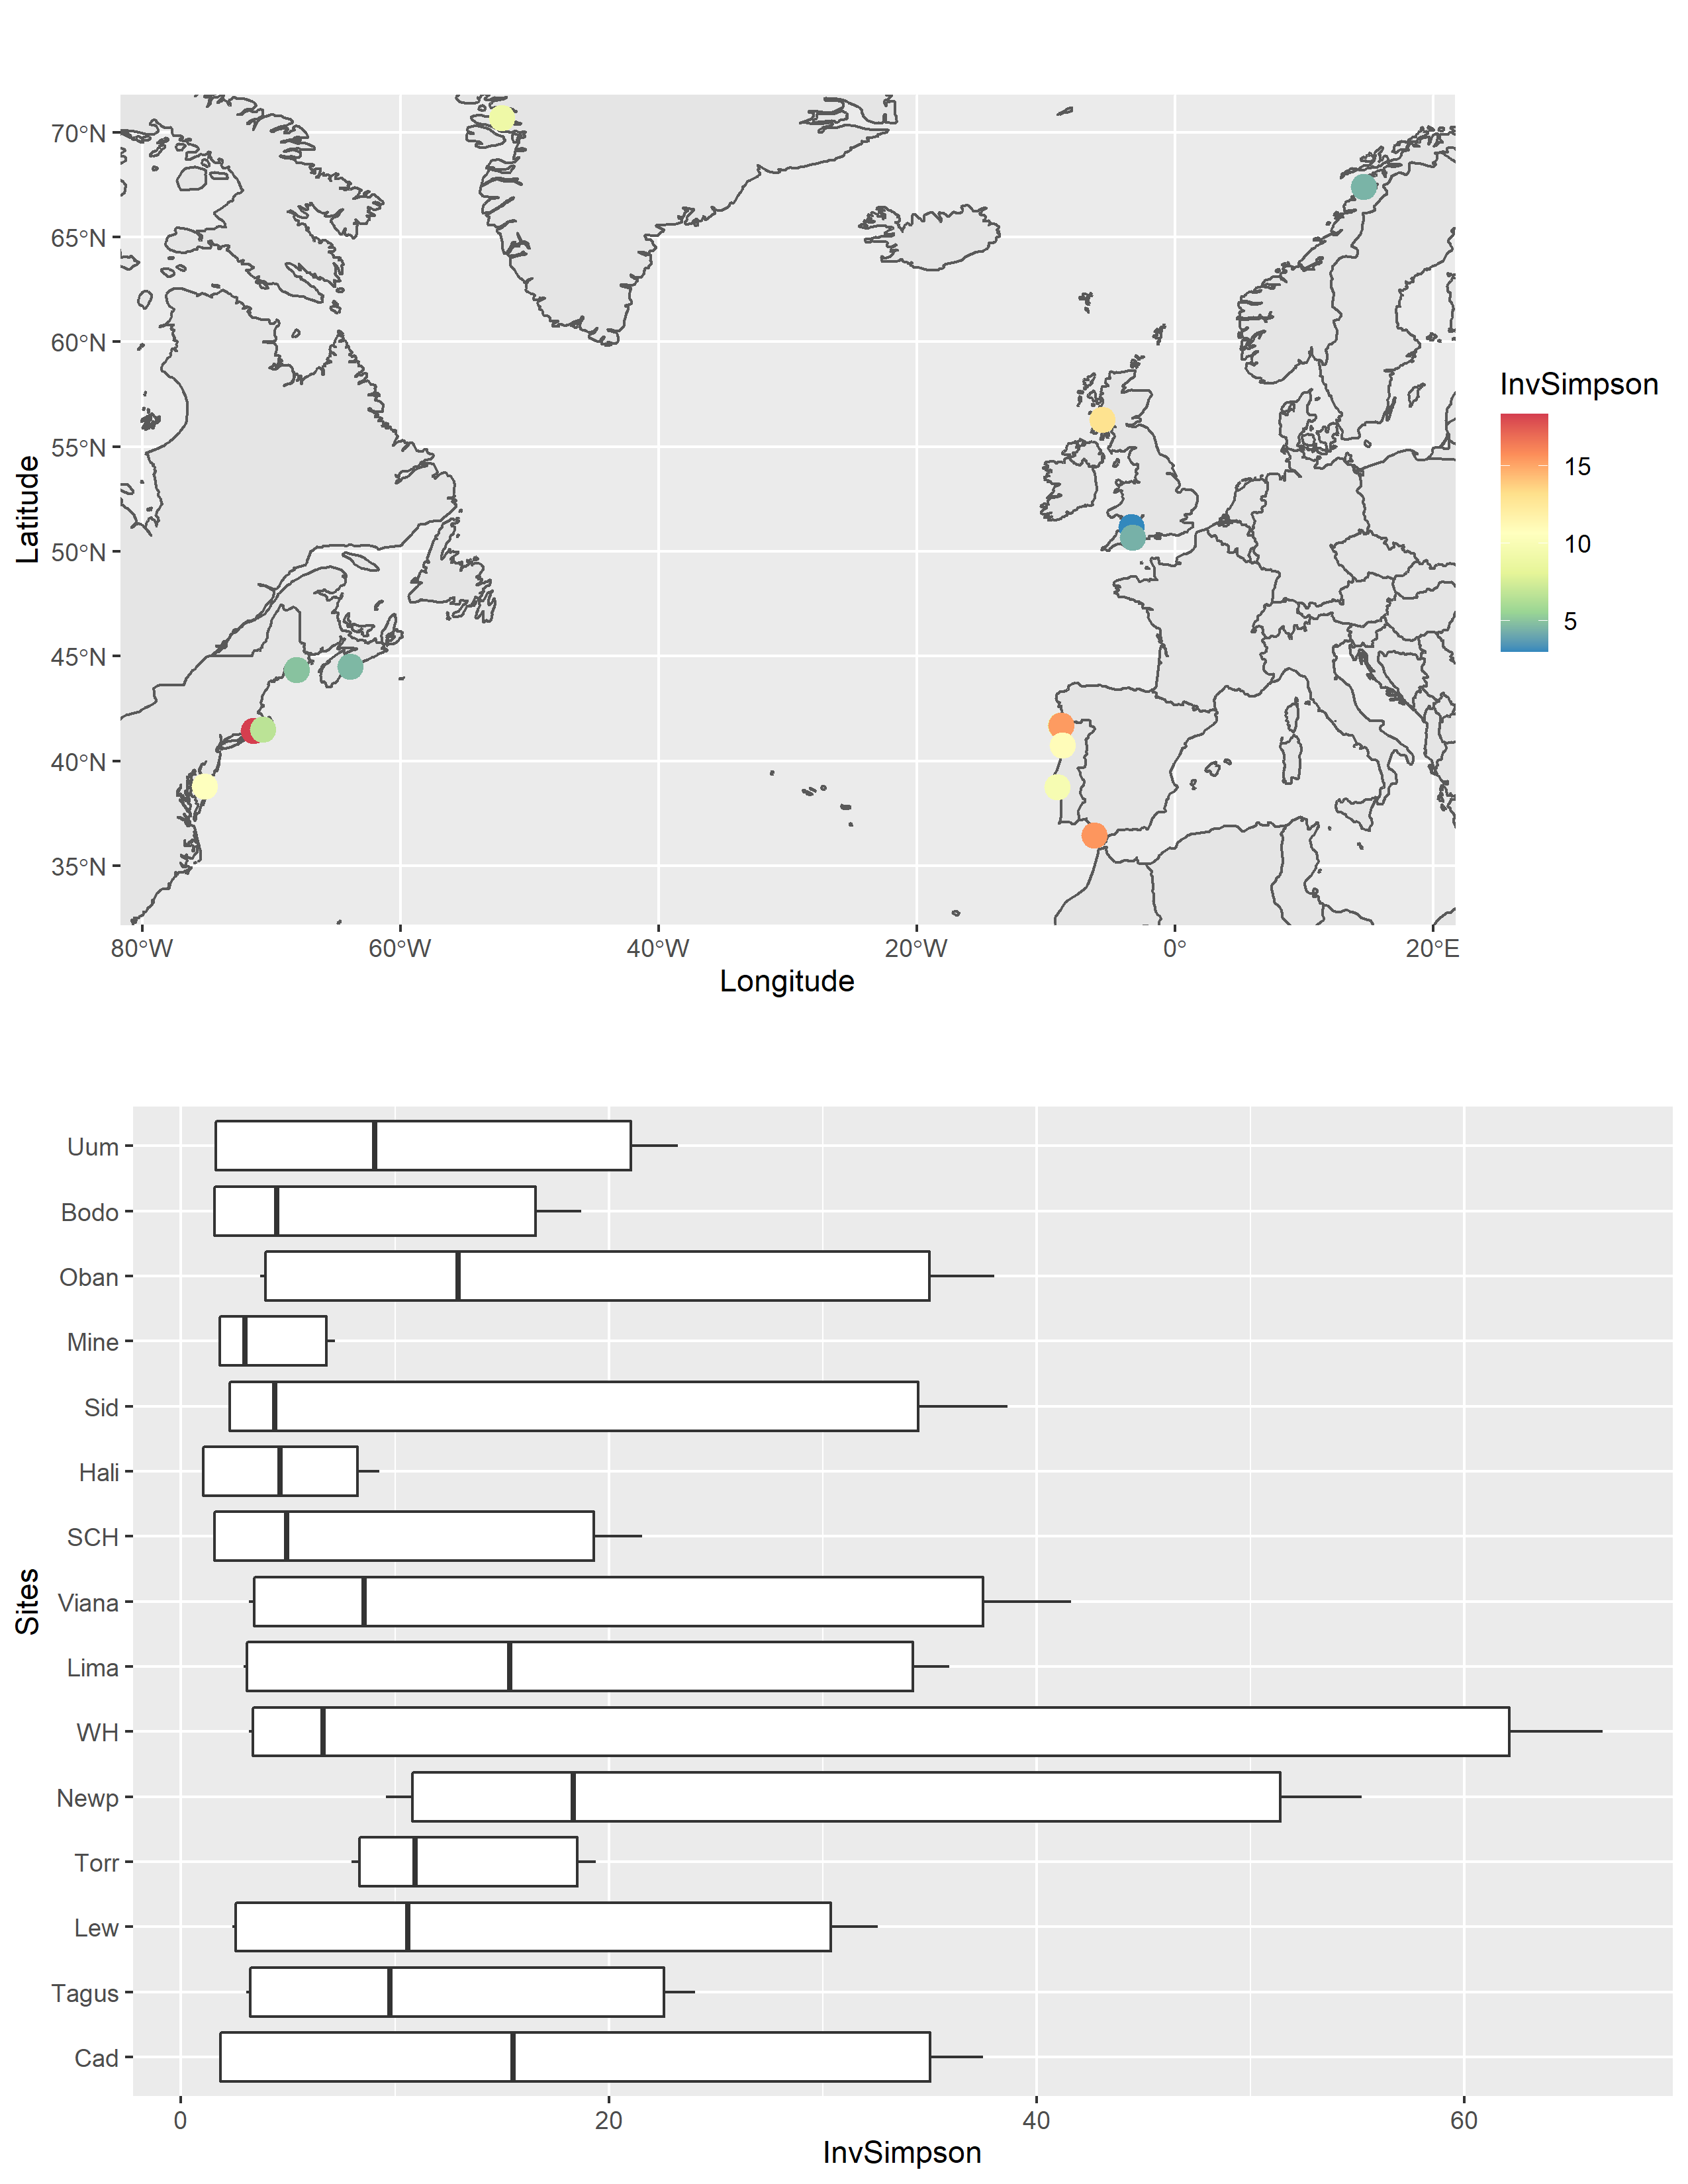 70°N
65°N
60°N
55°N
50°N
45°N
40°N
35°N
Latitude
80°W 60°W 40°W 20°W 0° 20°E
Longitude
InvSimpson
15
10
5
Uum
Bodo
Oban
Mine
Sid
Hali
SCH
Viana
Lima
WH
Newp
Torr
Lew
Tagus
Cad
Sites
0 20 40 60
InvSimpson